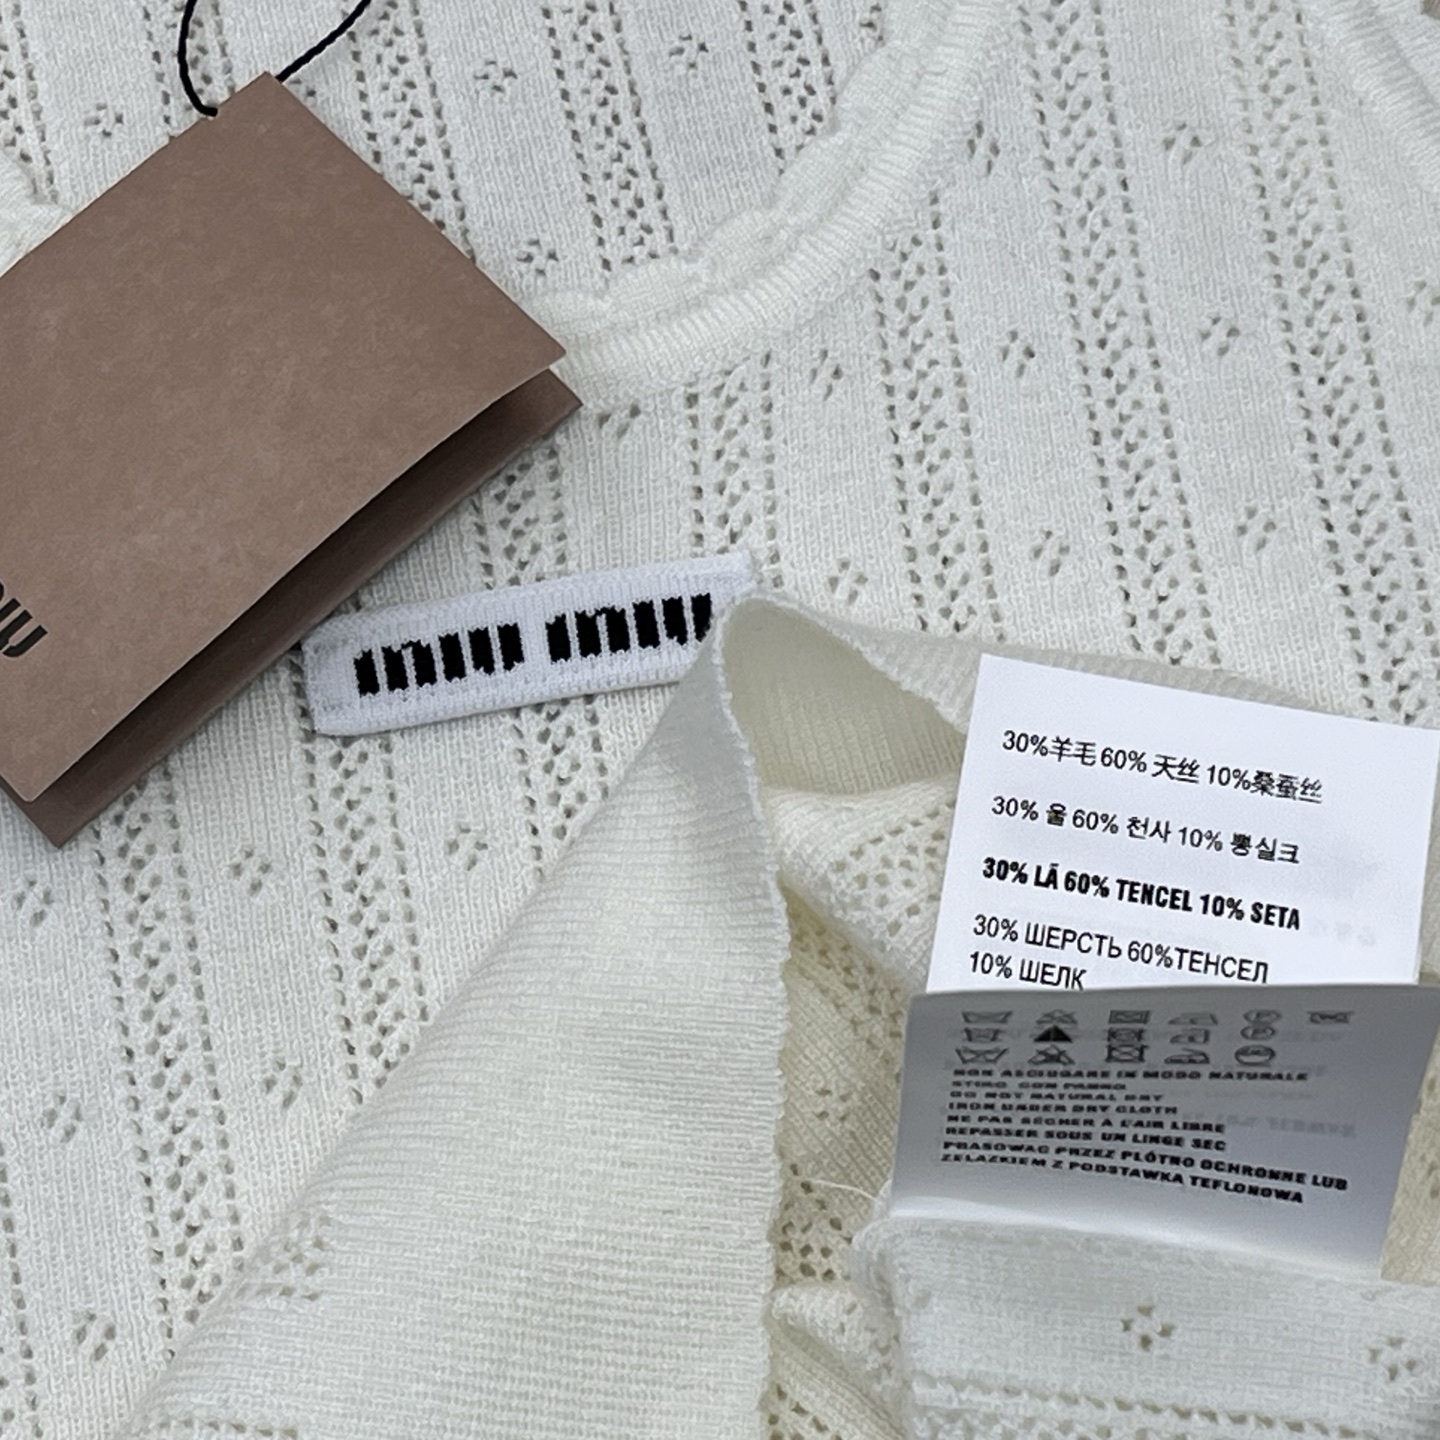 miu miu
30%羊毛 60% 天丝 10%桑蚕丝
30% 울 60% 천사 10% 뽕실크
30% LÃ 60% TENCEL 10% SETA
30% ШЕРСТЬ 60%ТЕНСЕЛ
10% ШЕЛК
NON ASCIUGARE IN MODO NATURALE
STIRO CON PANNO
DO NOT NATURAL DRY
IRON UNDER DRY CLOTH
NE PAS SÉCHER À L'AIR LIBRE
REPASSER SOUS UN LINGE SEC
PRASOWAC PRZEZ PLÓTNO OCHRONNE LUB
ZELAZKIEM Z PODSTAWKA TEFLONOWA